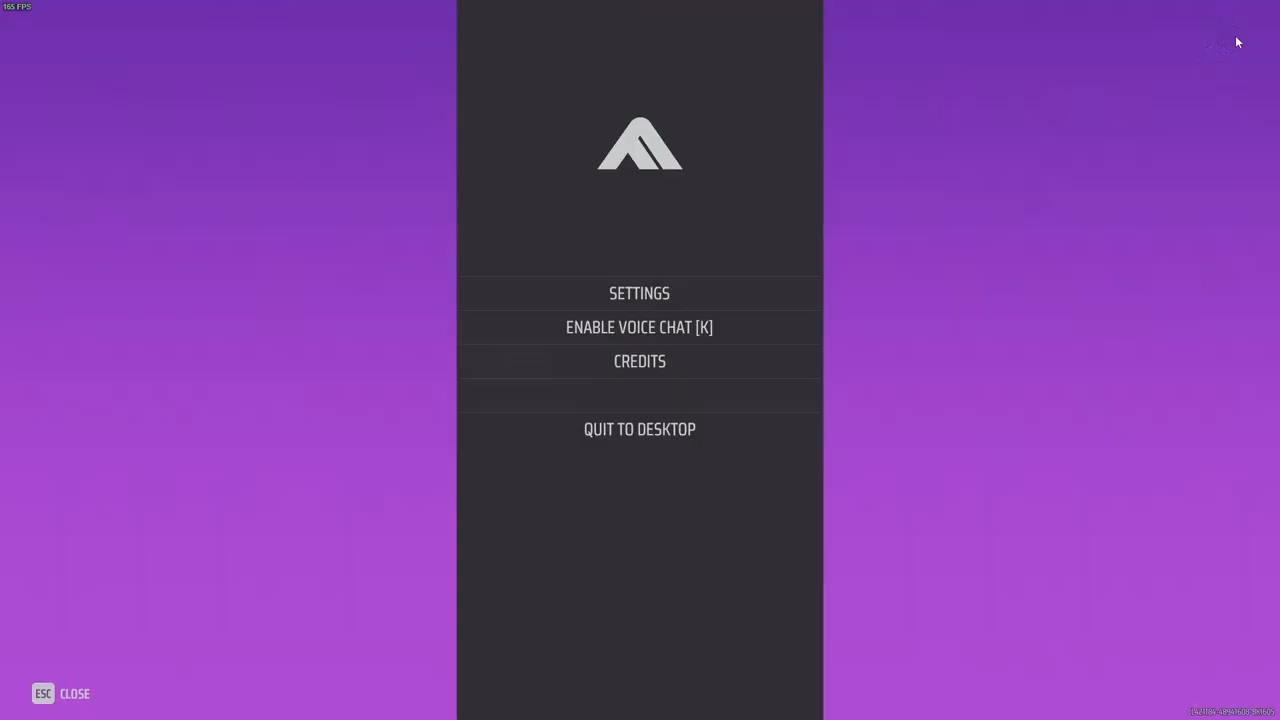 165 FPS
SETTINGS
ENABLE VOICE CHAT [K]
CREDITS
QUIT TO DESKTOP
ESC CLOSE